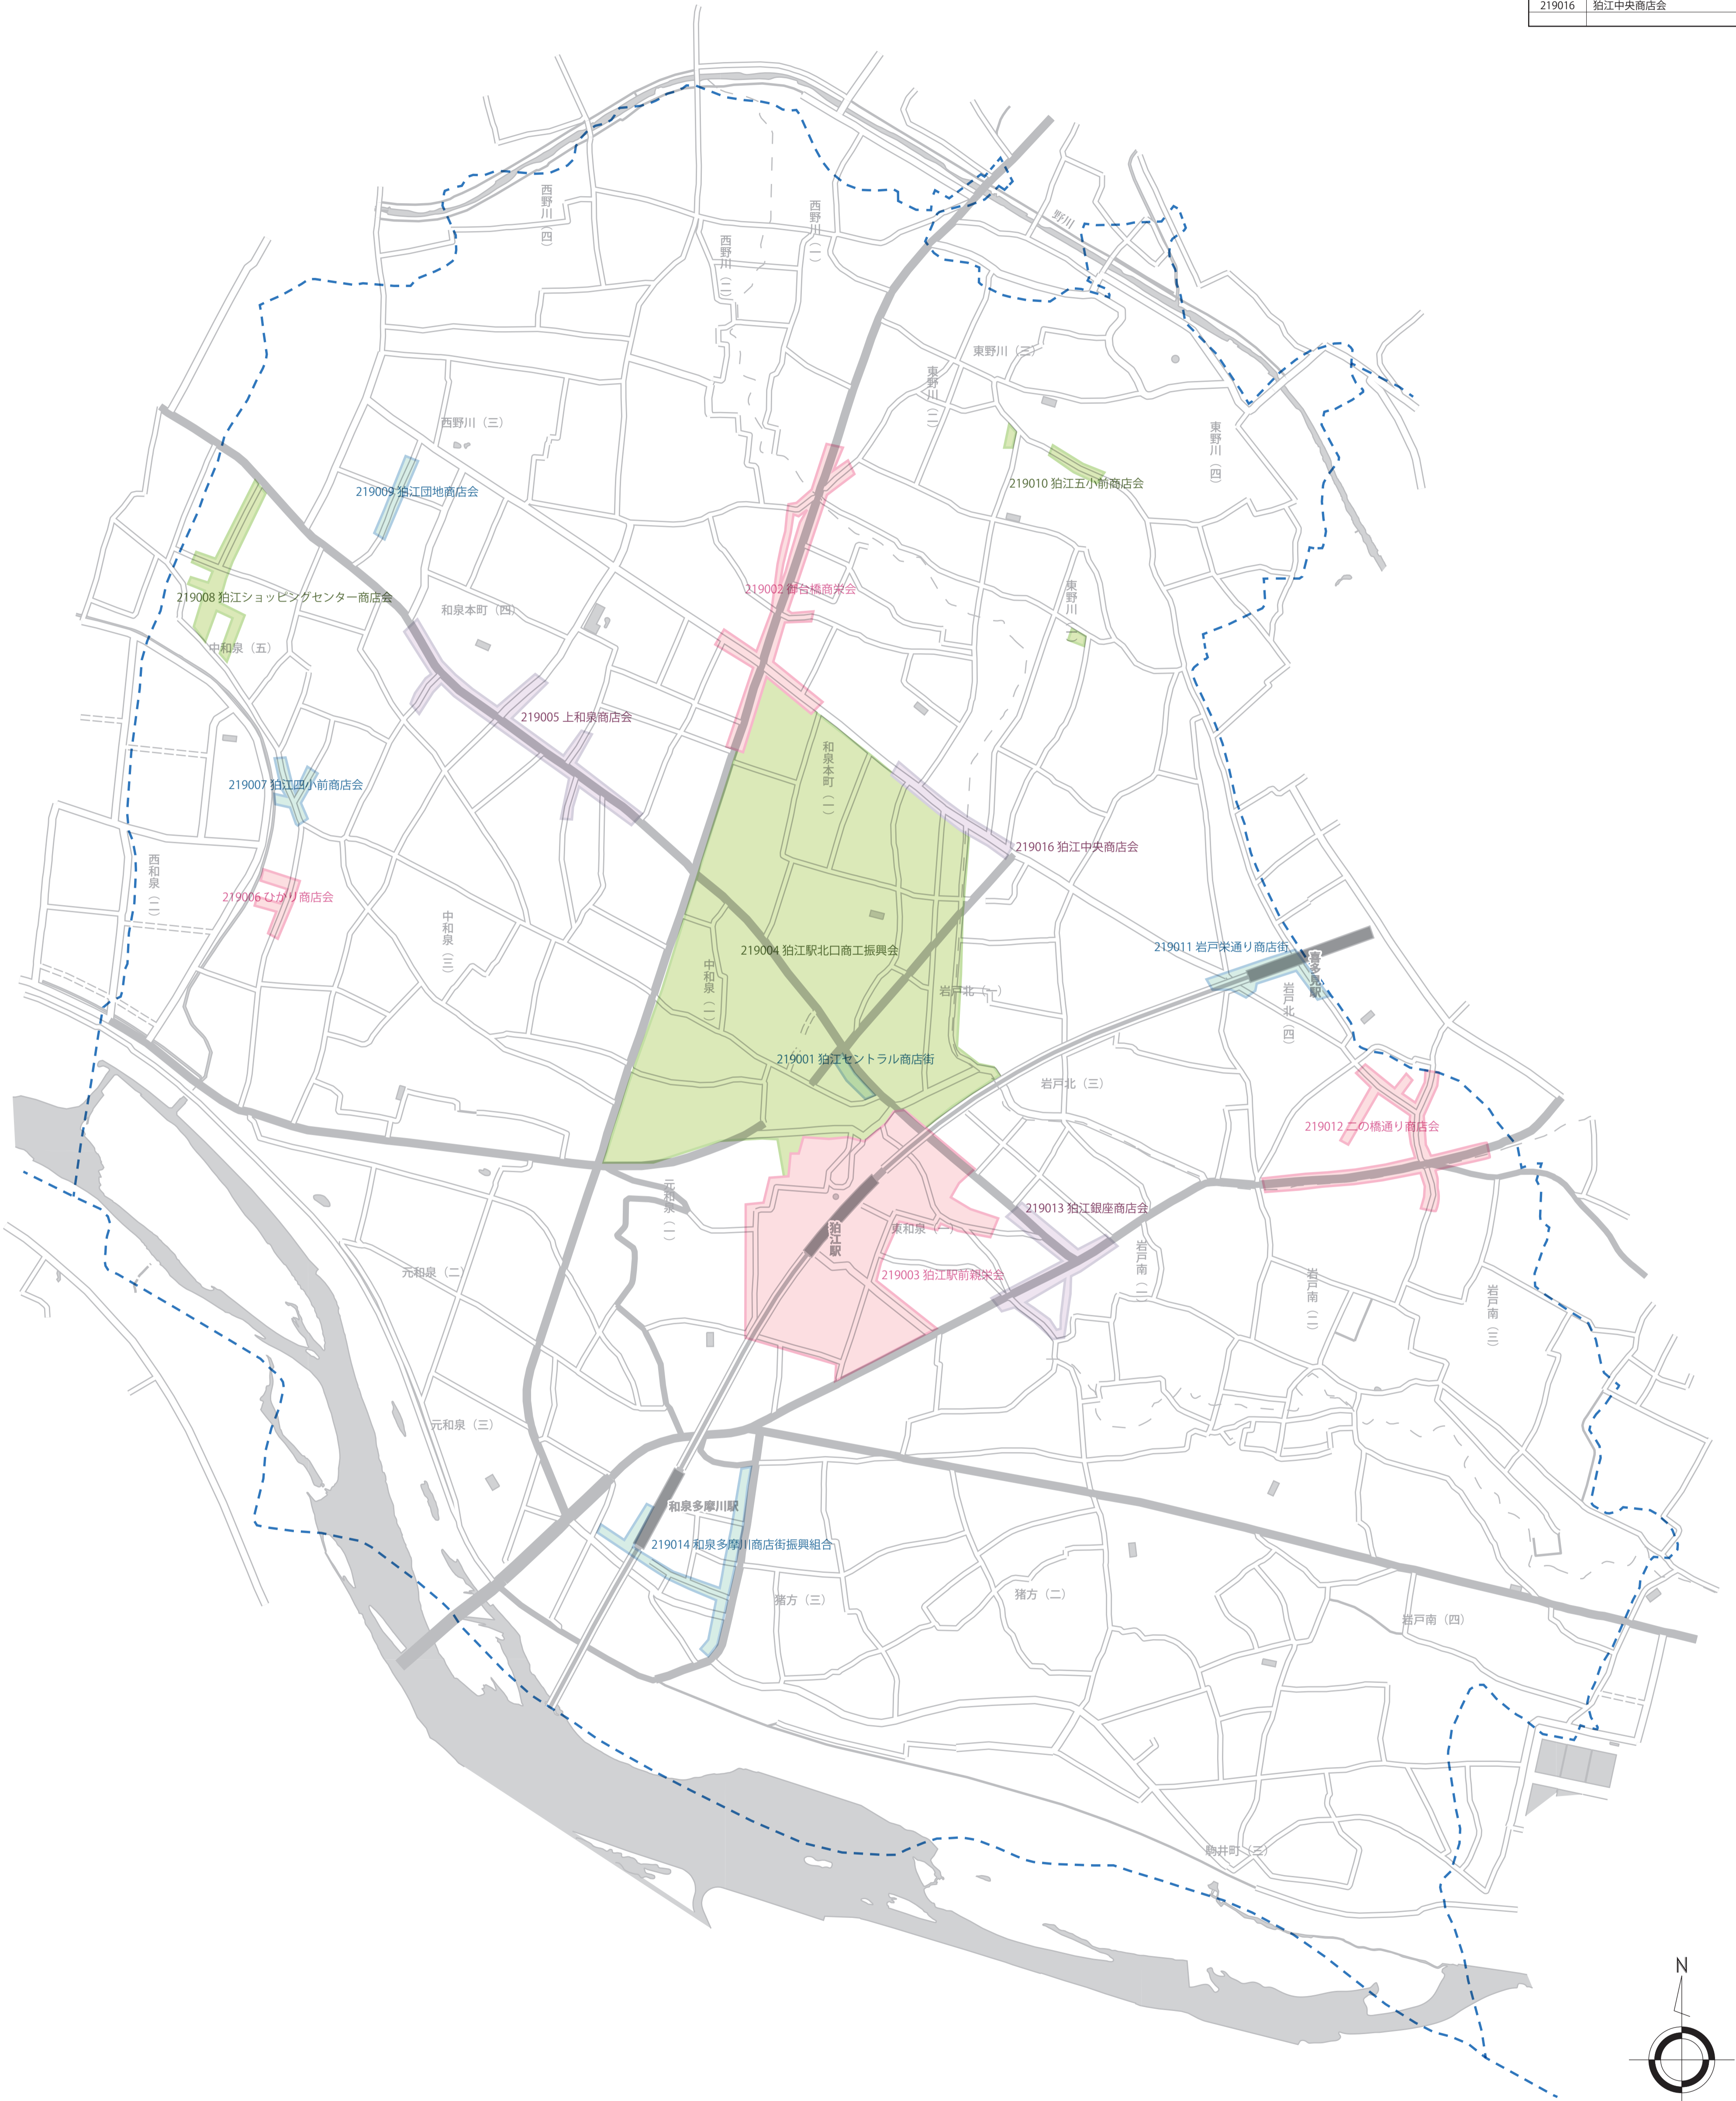 219016 狛江中央商店会
野川
西野川（四）
西野川（一）
西野川（二）
東野川（三）
東野川（二）
西野川（三）
東野川（四）
219009 狛江団地商店会
219010 狛江五小前商店会
219002 御台橋商栄会
219008 狛江ショッピングセンター商店会
和泉本町（四）
東野川（一）
中和泉（五）
219005 上和泉商店会
和泉本町（一）
219007 狛江四小前商店会
219016 狛江中央商店会
西和泉（二）
219006 ひかり商店会
中和泉（三）
219004 狛江駅北口商工振興会
219011 岩戸栄通り商店街
喜多見駅
中和泉（一）
岩戸北（一）
岩戸北（四）
219001 狛江セントラル商店街
岩戸北（三）
219012 二の橋通り商店会
元和泉（一）
219013 狛江銀座商店会
狛江駅
東和泉（一）
岩戸南（一）
元和泉（二）
219003 狛江駅前親栄会
岩戸南（二）
岩戸南（三）
元和泉（三）
和泉多摩川駅
219014 和泉多摩川商店街振興組合
猪方（三）
猪方（二）
岩戸南（四）
駒井町（三）
N